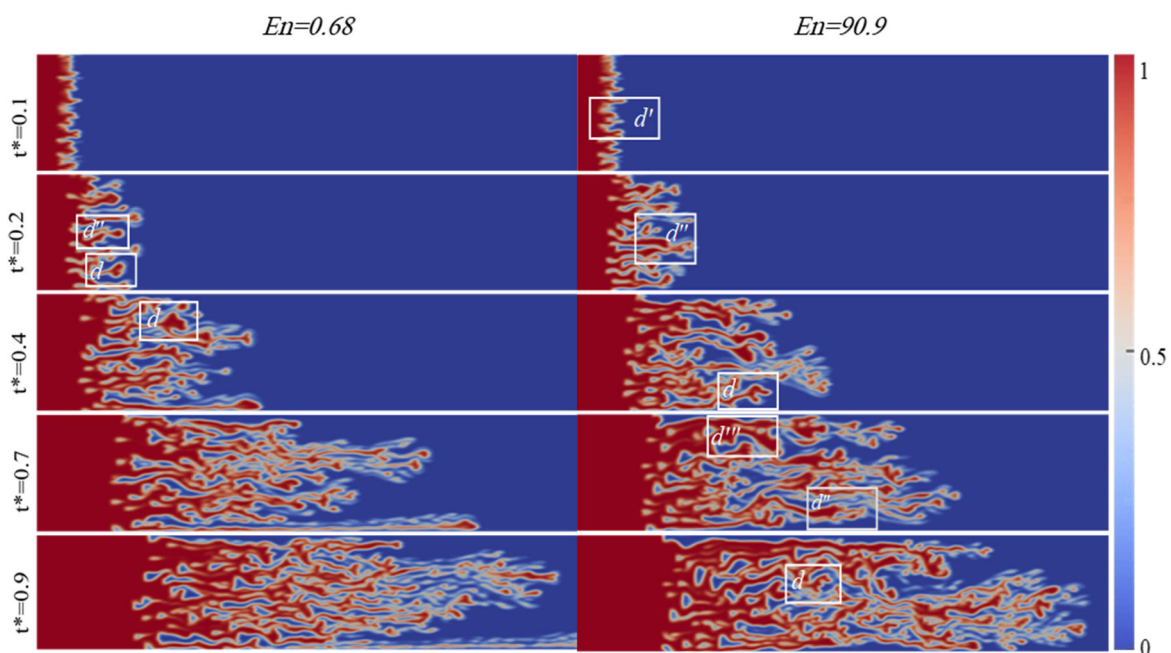 En=0.68 En=90.9
1
t*=0.1 d'
t*=0.2 d'' d''
d
0.5
t*=0.4 d d
t*=0.7 d''' d''
t*=0.9 d
0